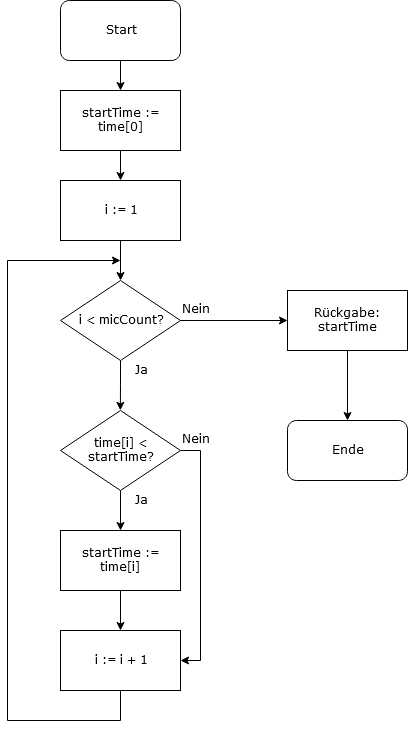 Start
startTime :=
time[0]
i := 1
i < micCount?
Nein
Rückgabe:
startTime
Ja
time[i] <
startTime?
Nein
Ende
Ja
startTime :=
time[i]
i := i + 1